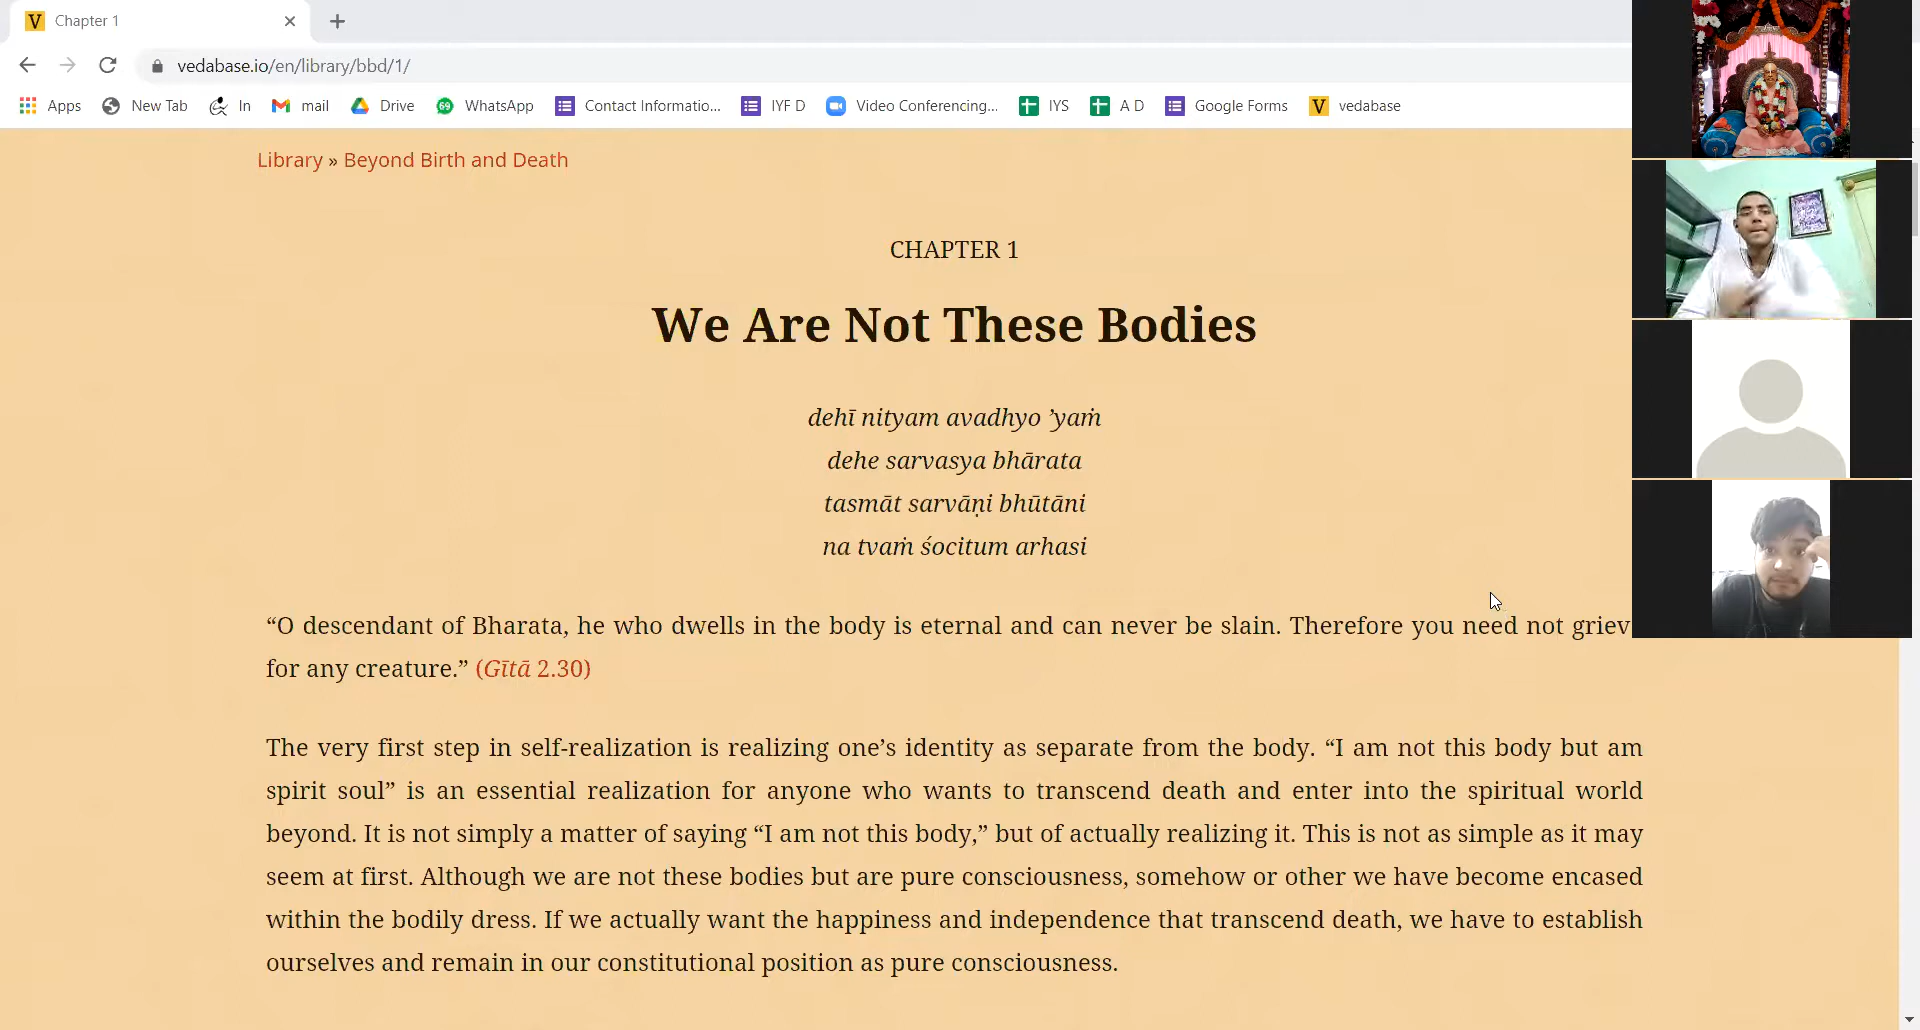 Chapter 1
vedabase.io/en/library/bbd/1/
Apps New Tab In mail Drive 69 WhatsApp Contact Informatio... IYF D Video Conferencing... IYS A D Google Forms V vedabase
Library » Beyond Birth and Death
CHAPTER 1
We Are Not These Bodies
dehī nityam avadhyo ’yaṁ
dehe sarvasya bhārata
tasmāt sarvāṇi bhūtāni
na tvaṁ śocitum arhasi
“O descendant of Bharata, he who dwells in the body is eternal and can never be slain. Therefore you need not griev
for any creature.” (Gītā 2.30)
The very first step in self-realization is realizing one’s identity as separate from the body. “I am not this body but am
spirit soul” is an essential realization for anyone who wants to transcend death and enter into the spiritual world
beyond. It is not simply a matter of saying “I am not this body,” but of actually realizing it. This is not as simple as it may
seem at first. Although we are not these bodies but are pure consciousness, somehow or other we have become encased
within the bodily dress. If we actually want the happiness and independence that transcend death, we have to establish
ourselves and remain in our constitutional position as pure consciousness.